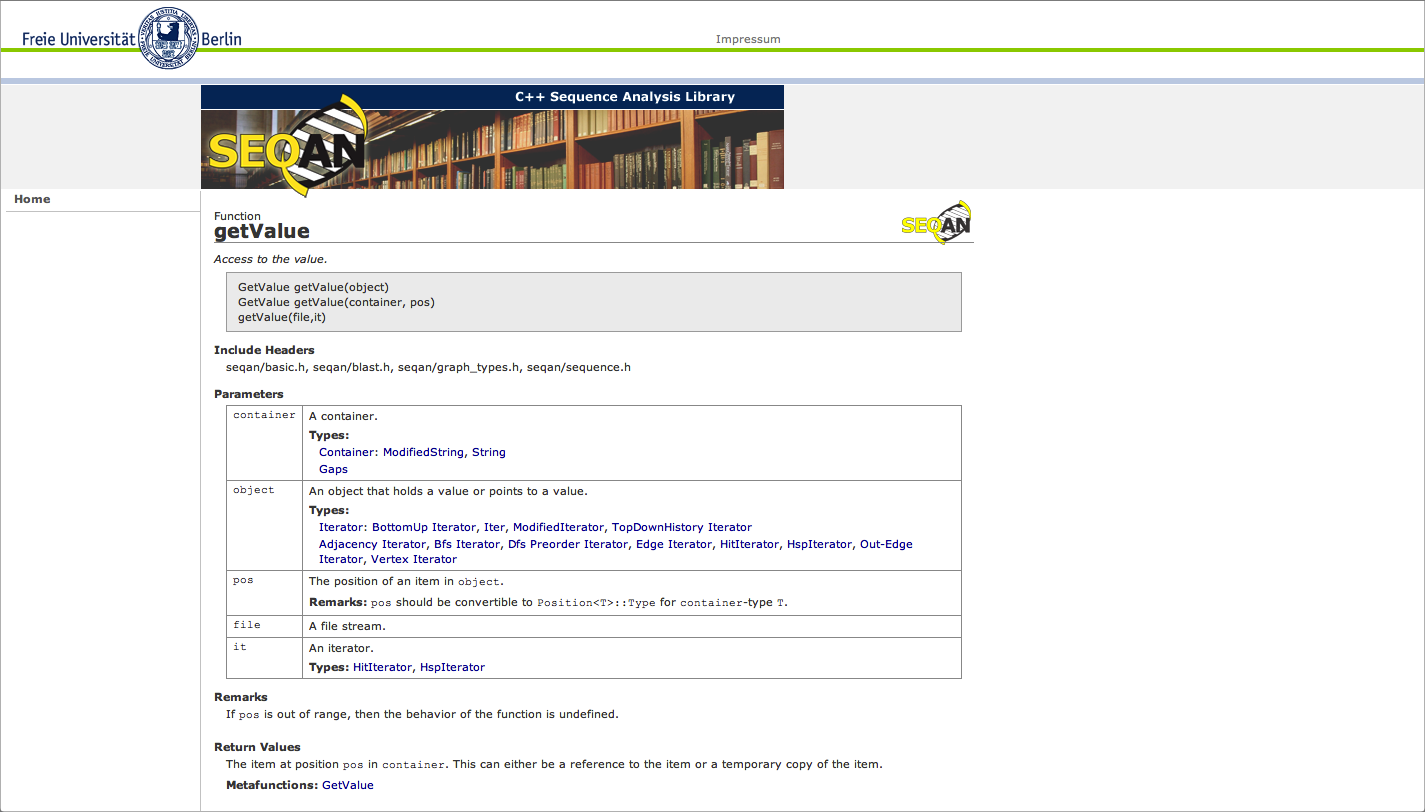 Freie Universität Berlin
Impressum
C++ Sequence Analysis Library
SEQAN
Home
Function
getValue
SEQAN
Access to the value.
GetValue getValue(object)
GetValue getValue(container, pos)
getValue(file,it)
Include Headers
seqan/basic.h, seqan/blast.h, seqan/graph_types.h, seqan/sequence.h
Parameters
container A container.
Types:
Container: ModifiedString, String
Gaps
object An object that holds a value or points to a value.
Types:
Iterator: BottomUp Iterator, Iter, ModifiedIterator, TopDownHistory Iterator
Adjacency Iterator, Bfs Iterator, Dfs Preorder Iterator, Edge Iterator, HitIterator, HspIterator, Out-Edge
Iterator, Vertex Iterator
pos The position of an item in object.
Remarks: pos should be convertible to Position<T>::Type for container-type T.
file A file stream.
it An iterator.
Types: HitIterator, HspIterator
Remarks
If pos is out of range, then the behavior of the function is undefined.
Return Values
The item at position pos in container. This can either be a reference to the item or a temporary copy of the item.
Metafunctions: GetValue